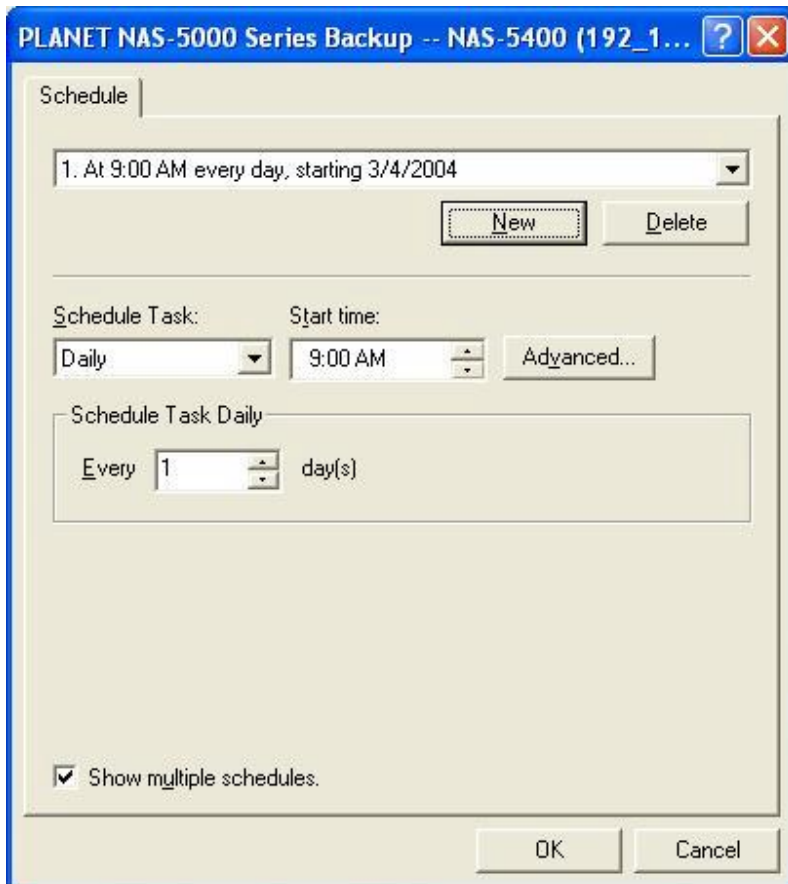 PLANET NAS-5000 Series Backup -- NAS-5400 (192_1...
Schedule
1. At 9:00 AM every day, starting 3/4/2004
New Delete
Schedule Task: Start time:
Daily 9:00 AM Advanced...
Schedule Task Daily
Every 1 day(s)
Show multiple schedules.
OK Cancel